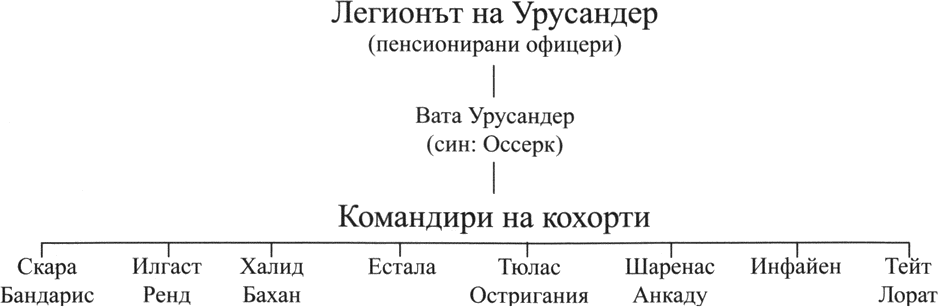 Легионът на Урусандер
(пенсионирани офицери)
Вата Урусандер
(син: Оссерк)
Командири на кохорти
Скара Бандарис
Илгаст Ренд
Халид Бахан
Естала
Тюлас Остригания
Шаренас Анкаду
Инфайен
Тейт Лорат